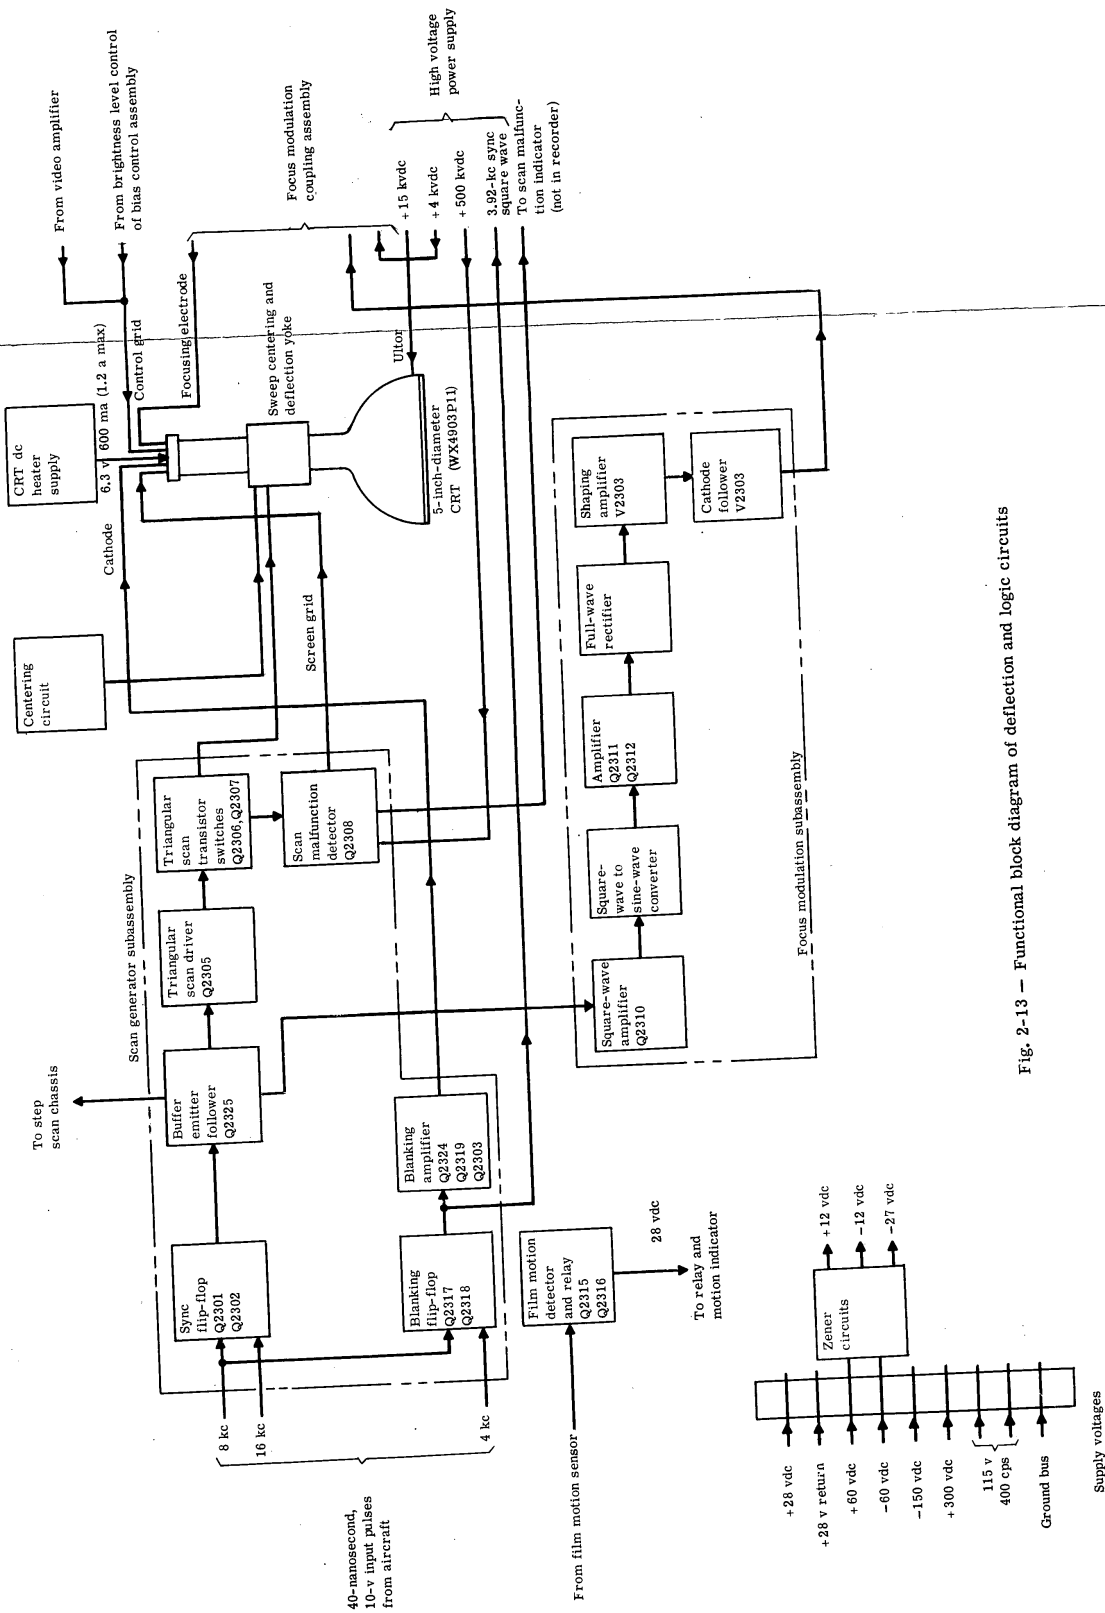 To step
scan chassis
Centering
circuit
CRT dc
heater
supply
6.3 v 600 ma (1.2 a max)
From video amplifier
From brightness level control
of bias control assembly
Cathode
Control grid
Focusing electrode
Focus modulation
coupling assembly
Scan generator subassembly
Sync
flip-flop
Q2301
Q2302
Buffer
emitter
follower
Q2325
Triangular
scan driver
Q2305
Triangular
scan
transistor
switches
Q2306, Q2307
Scan
malfunction
detector
Q2308
Screen grid
Sweep centering and
deflection yoke
Ultor
5-inch-diameter
CRT (WX4903P11)
+15 kvdc
+4 kvdc
+500 kvdc
High voltage
power supply
3.92-kc sync
square wave
To scan malfunc-
tion indicator
(not in recorder)
8 kc
16 kc
4 kc
40-nanosecond,
10-v input pulses
from aircraft
Blanking
flip-flop
Q2317
Q2318
Blanking
amplifier
Q2324
Q2319
Q2303
From film motion sensor
Film motion
detector
and relay
Q2315
Q2316
28 vdc
To relay and
motion indicator
Square-wave
amplifier
Q2310
Square-
wave to
sine-wave
converter
Amplifier
Q2311
Q2312
Full-wave
rectifier
Shaping
amplifier
V2303
Cathode
follower
V2303
Focus modulation subassembly
+28 vdc
+28 v return
+60 vdc
-60 vdc
-150 vdc
+300 vdc
115 v
400 cps
Ground bus
Zener
circuits
+12 vdc
-12 vdc
-27 vdc
Supply voltages
Fig. 2-13 — Functional block diagram of deflection and logic circuits